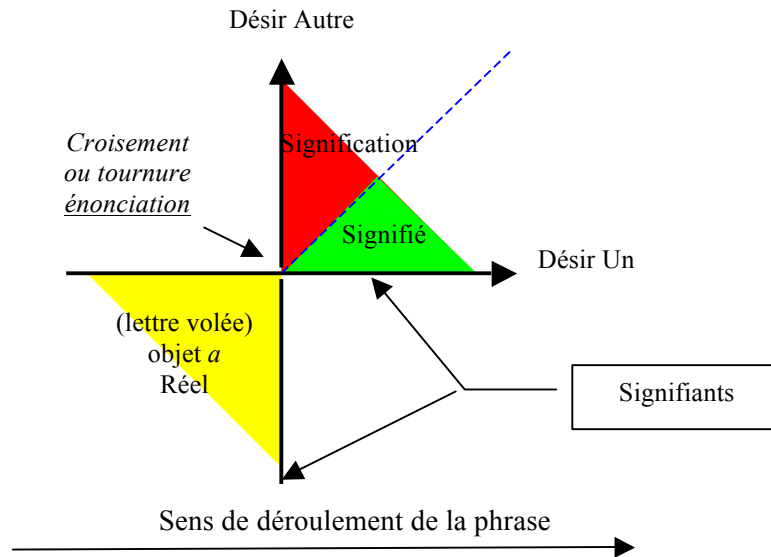 Désir Autre
Croisement
ou tournure
énonciation
Signification
Signifié
Désir Un
(lettre volée)
objet a
Réel
Signifiants
Sens de déroulement de la phrase